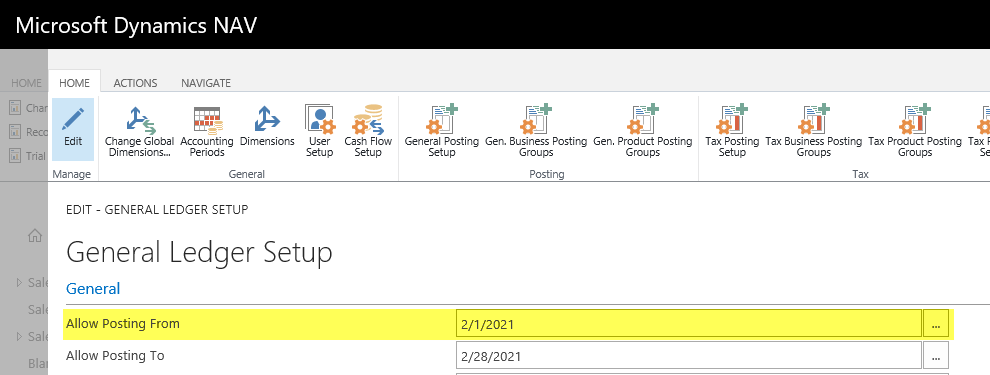 Microsoft Dynamics NAV
HOME HOME ACTIONS NAVIGATE
Char
Reco
Trial
Edit
Change Global Dimensions...
Accounting Periods
Dimensions
User Setup
Cash Flow Setup
General Posting Setup
Gen. Business Posting Groups
Gen. Product Posting Groups
Tax Posting Setup
Tax Business Posting Groups
Tax Product Posting Groups
Tax P
Se
Manage General Posting Tax
EDIT - GENERAL LEDGER SETUP
General Ledger Setup
General
Allow Posting From 2/1/2021 ...
Allow Posting To 2/28/2021 ...
Sale
Sale
Sale
Blan